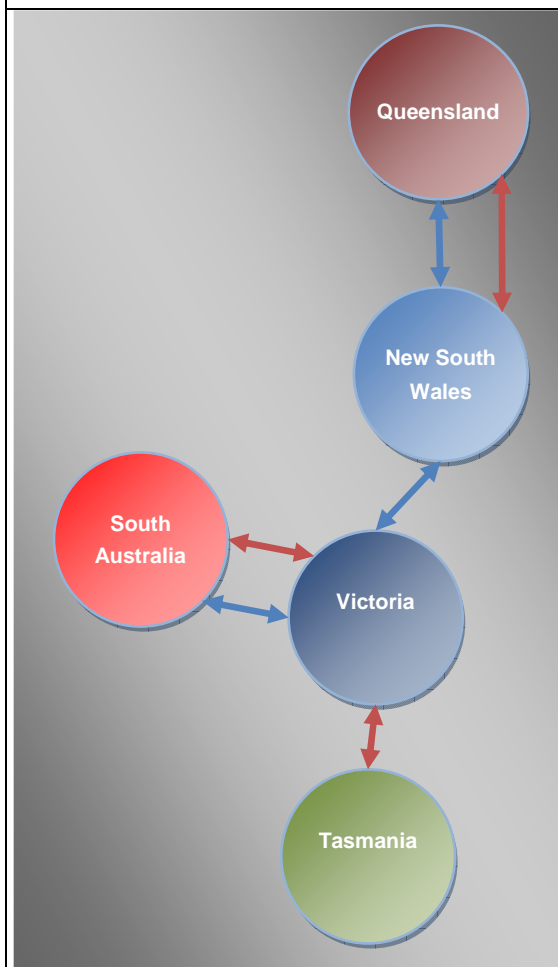 Queensland
New South
Wales
South
Australia
Victoria
Tasmania